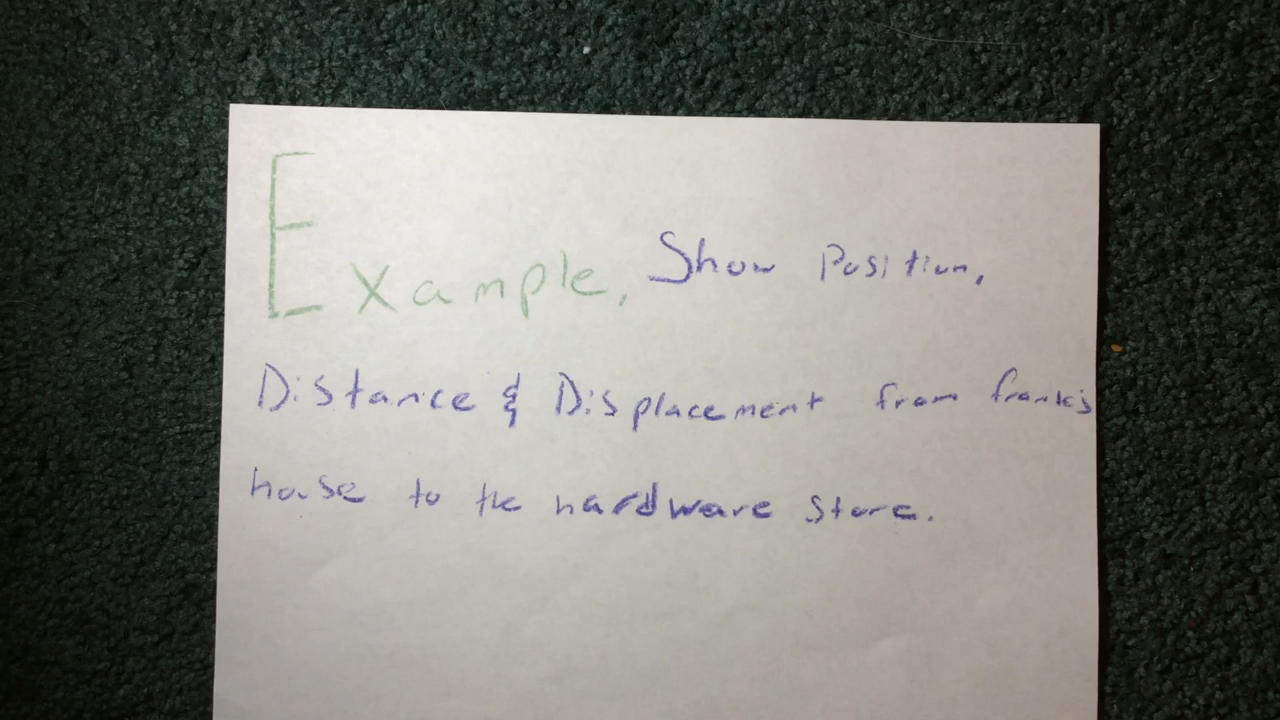 Example, Show Position,
Distance & Displacement from frank's
house to the hardware store.